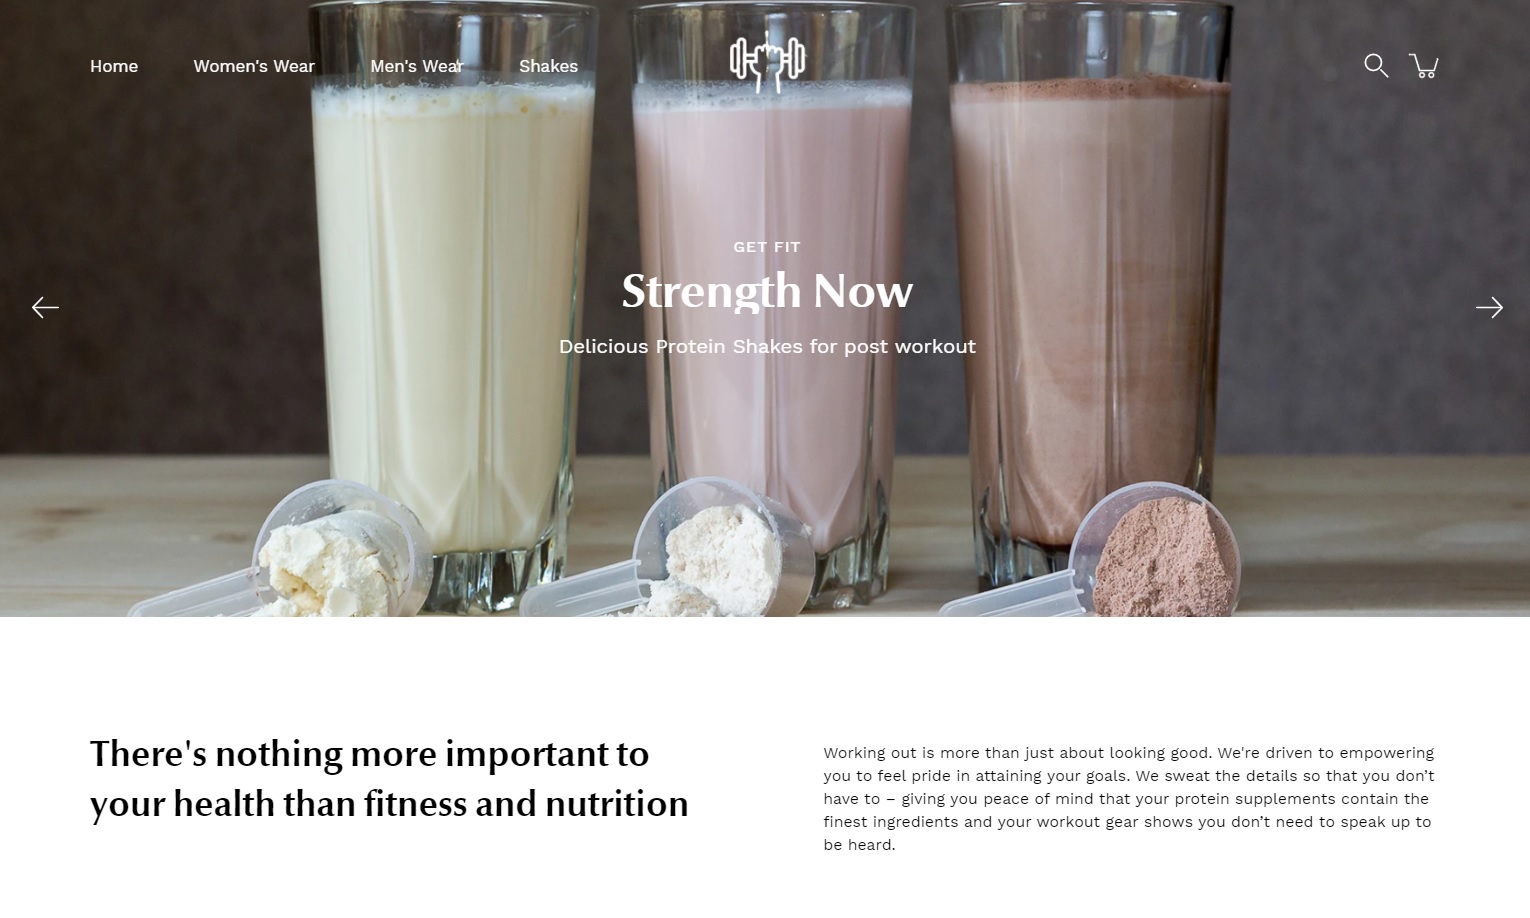 Home Women's Wear Men's Wear Shakes
GET FIT
Strength Now
Delicious Protein Shakes for post workout
There's nothing more important to
your health than fitness and nutrition
Working out is more than just about looking good. We're driven to empowering
you to feel pride in attaining your goals. We sweat the details so that you don’t
have to – giving you peace of mind that your protein supplements contain the
finest ingredients and your workout gear shows you don’t need to speak up to
be heard.